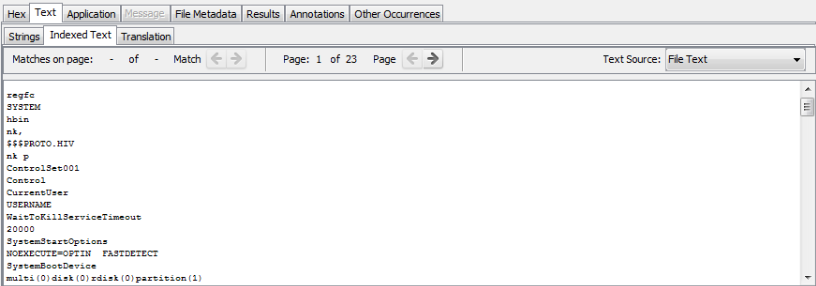 Hex Text Application Message File Metadata Results Annotations Other Occurrences
Strings Indexed Text Translation
Matches on page: - of - Match Page: 1 of 23 Page Text Source: File Text
regfc
SYSTEM
hbin
nk,
$$$PROTO.HIV
nk p
ControlSet001
Control
CurrentUser
USERNAME
WaitToKillServiceTimeout
20000
SystemStartOptions
NOEXECUTE=OPTIN  FASTDETECT
SystemBootDevice
multi(0)disk(0)rdisk(0)partition(1)